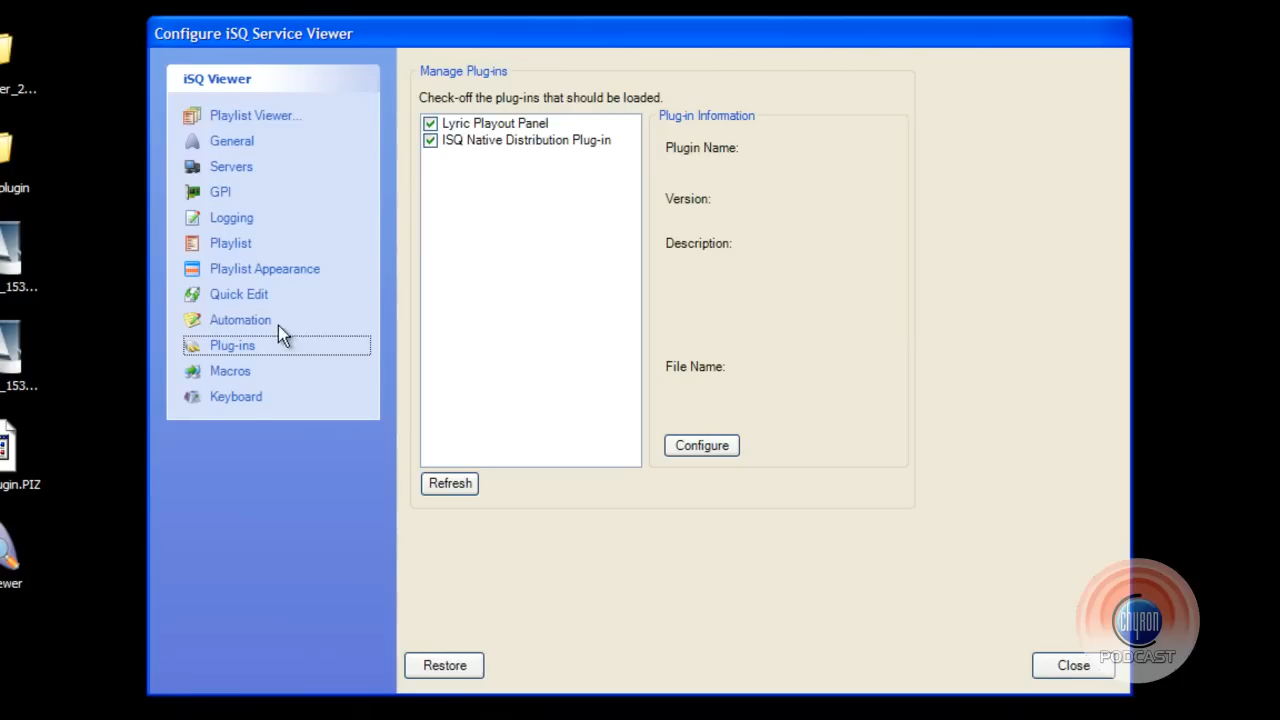 Configure iSQ Service Viewer
iSQ Viewer
Playlist Viewer...
General
Servers
GPI
Logging
Playlist
Playlist Appearance
Quick Edit
Automation
Plug-ins
Macros
Keyboard
Manage Plug-ins
Check-off the plug-ins that should be loaded.
Lyric Playout Panel
ISQ Native Distribution Plug-in
Refresh
Plug-in Information
Plugin Name:
Version:
Description:
File Name:
Configure
Restore
Close
er_2...
plugin
_153...
_153...
ugin.PIZ
ewer
CHYRON
PODCAST